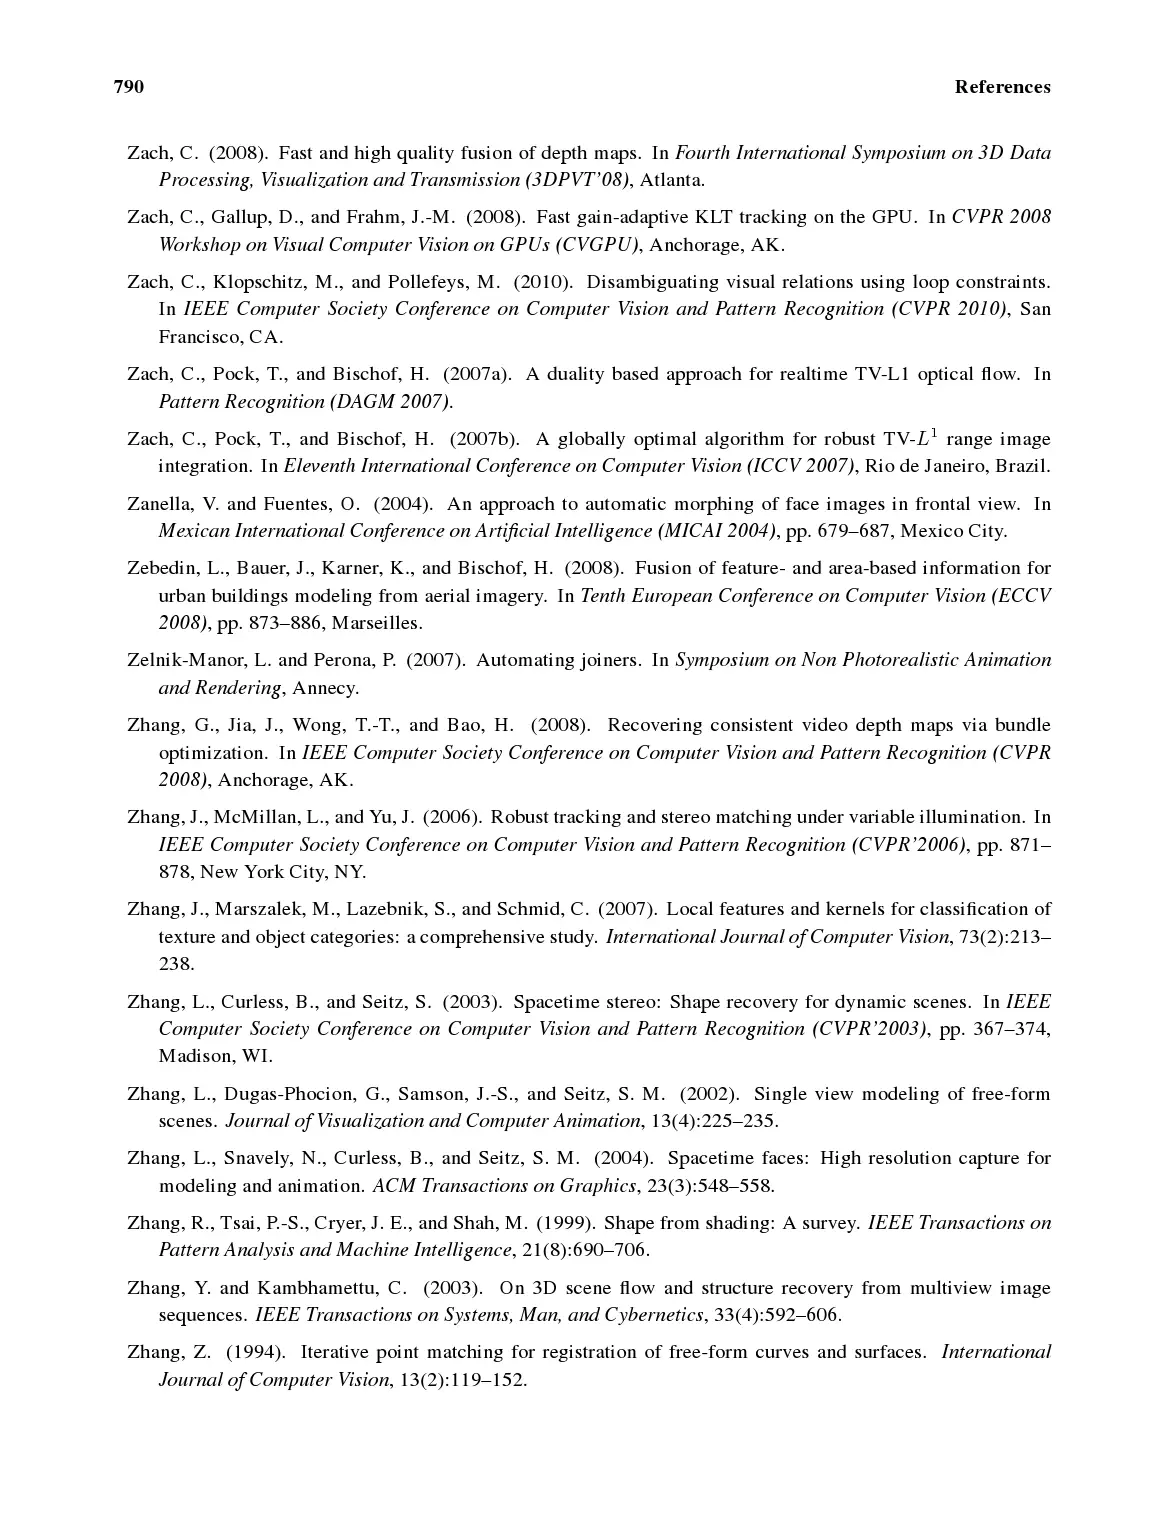 790 References
Zach, C. (2008). Fast and high quality fusion of depth maps. In Fourth International Symposium on 3D Data
Processing, Visualization and Transmission (3DPVT'08), Atlanta.
Zach, C., Gallup, D., and Frahm, J.-M. (2008). Fast gain-adaptive KLT tracking on the GPU. In CVPR 2008
Workshop on Visual Computer Vision on GPUs (CVGPU), Anchorage, AK.
Zach, C., Klopschitz, M., and Pollefeys, M. (2010). Disambiguating visual relations using loop constraints.
In IEEE Computer Society Conference on Computer Vision and Pattern Recognition (CVPR 2010), San
Francisco, CA.
Zach, C., Pock, T., and Bischof, H. (2007a). A duality based approach for realtime TV-L1 optical flow. In
Pattern Recognition (DAGM 2007).
Zach, C., Pock, T., and Bischof, H. (2007b). A globally optimal algorithm for robust TV-L¹ range image
integration. In Eleventh International Conference on Computer Vision (ICCV 2007), Rio de Janeiro, Brazil.
Zanella, V. and Fuentes, O. (2004). An approach to automatic morphing of face images in frontal view. In
Mexican International Conference on Artificial Intelligence (MICAI 2004), pp. 679–687, Mexico City.
Zebedin, L., Bauer, J., Karner, K., and Bischof, H. (2008). Fusion of feature- and area-based information for
urban buildings modeling from aerial imagery. In Tenth European Conference on Computer Vision (ECCV
2008), pp. 873–886, Marseilles.
Zelnik-Manor, L. and Perona, P. (2007). Automating joiners. In Symposium on Non Photorealistic Animation
and Rendering, Annecy.
Zhang, G., Jia, J., Wong, T.-T., and Bao, H. (2008). Recovering consistent video depth maps via bundle
optimization. In IEEE Computer Society Conference on Computer Vision and Pattern Recognition (CVPR
2008), Anchorage, AK.
Zhang, J., McMillan, L., and Yu, J. (2006). Robust tracking and stereo matching under variable illumination. In
IEEE Computer Society Conference on Computer Vision and Pattern Recognition (CVPR'2006), pp. 871–
878, New York City, NY.
Zhang, J., Marszalek, M., Lazebnik, S., and Schmid, C. (2007). Local features and kernels for classification of
texture and object categories: a comprehensive study. International Journal of Computer Vision, 73(2):213–
238.
Zhang, L., Curless, B., and Seitz, S. (2003). Spacetime stereo: Shape recovery for dynamic scenes. In IEEE
Computer Society Conference on Computer Vision and Pattern Recognition (CVPR'2003), pp. 367–374,
Madison, WI.
Zhang, L., Dugas-Phocion, G., Samson, J.-S., and Seitz, S. M. (2002). Single view modeling of free-form
scenes. Journal of Visualization and Computer Animation, 13(4):225–235.
Zhang, L., Snavely, N., Curless, B., and Seitz, S. M. (2004). Spacetime faces: High resolution capture for
modeling and animation. ACM Transactions on Graphics, 23(3):548–558.
Zhang, R., Tsai, P.-S., Cryer, J. E., and Shah, M. (1999). Shape from shading: A survey. IEEE Transactions on
Pattern Analysis and Machine Intelligence, 21(8):690–706.
Zhang, Y. and Kambhamettu, C. (2003). On 3D scene flow and structure recovery from multiview image
sequences. IEEE Transactions on Systems, Man, and Cybernetics, 33(4):592–606.
Zhang, Z. (1994). Iterative point matching for registration of free-form curves and surfaces. International
Journal of Computer Vision, 13(2):119–152.